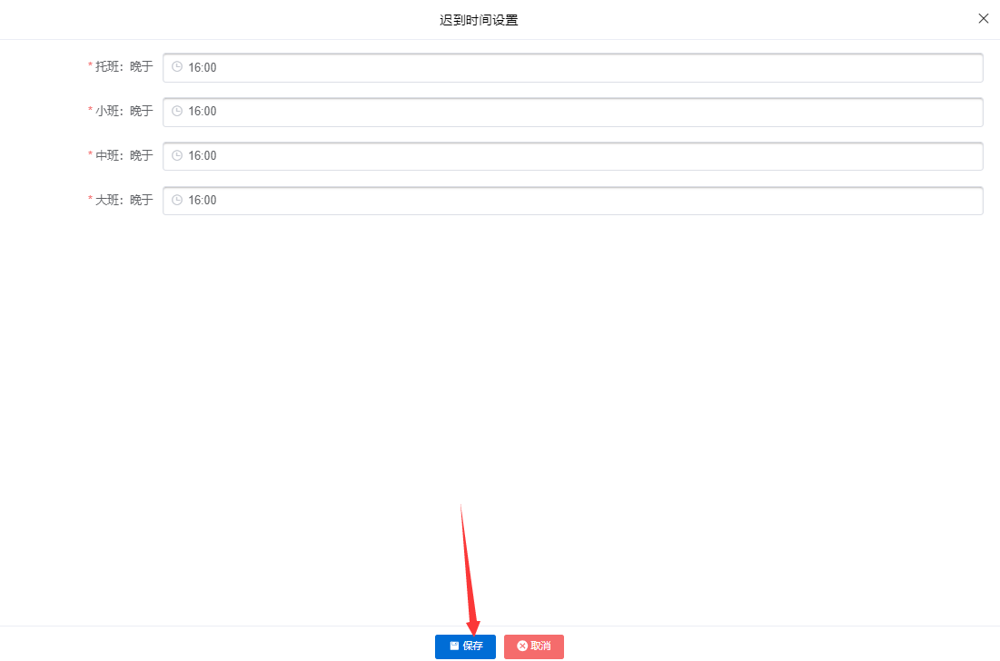 迟到时间设置
* 托班：晚于 16:00
* 小班：晚于 16:00
* 中班：晚于 16:00
* 大班：晚于 16:00
保存 取消